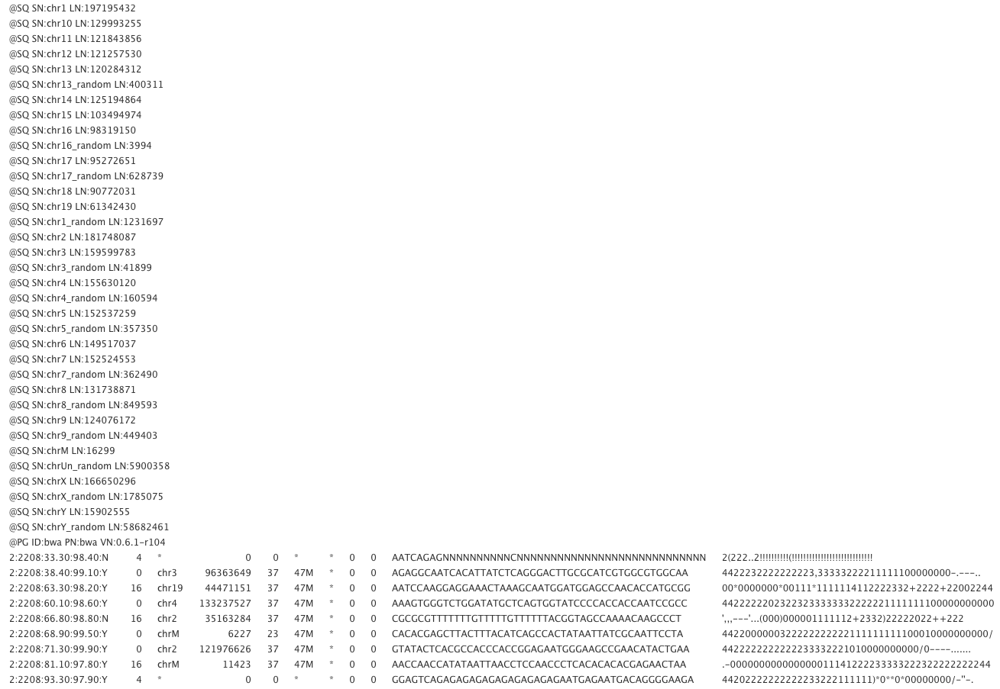 @SQ SN:chr1 LN:197195432
@SQ SN:chr10 LN:129993255
@SQ SN:chr11 LN:121843856
@SQ SN:chr12 LN:121257530
@SQ SN:chr13 LN:120284312
@SQ SN:chr13_random LN:400311
@SQ SN:chr14 LN:125194864
@SQ SN:chr15 LN:103494974
@SQ SN:chr16 LN:98319150
@SQ SN:chr16_random LN:3994
@SQ SN:chr17 LN:95272651
@SQ SN:chr17_random LN:628739
@SQ SN:chr18 LN:90772031
@SQ SN:chr19 LN:61342430
@SQ SN:chr1_random LN:1231697
@SQ SN:chr2 LN:181748087
@SQ SN:chr3 LN:159599783
@SQ SN:chr3_random LN:41899
@SQ SN:chr4 LN:155630120
@SQ SN:chr4_random LN:160594
@SQ SN:chr5 LN:152537259
@SQ SN:chr5_random LN:357350
@SQ SN:chr6 LN:149517037
@SQ SN:chr7 LN:152524553
@SQ SN:chr7_random LN:362490
@SQ SN:chr8 LN:131738871
@SQ SN:chr8_random LN:849593
@SQ SN:chr9 LN:124076172
@SQ SN:chr9_random LN:449403
@SQ SN:chrM LN:16299
@SQ SN:chrUn_random LN:5900358
@SQ SN:chrX LN:166650296
@SQ SN:chrX_random LN:1785075
@SQ SN:chrY LN:15902555
@SQ SN:chrY_random LN:58682461
@PG ID:bwa PN:bwa VN:0.6.1-r104
2:2208:33.30:98.40:N 4 * 0 0 * * 0 0 AATCAGAGNNNNNNNNNNCNNNNNNNNNNNNNNNNNNNNNNNNNNNN 2(222..2!!!!!!!!!!(!!!!!!!!!!!!!!!!!!!!!!!!!!!!
2:2208:38.40:99.10:Y 0 chr3 96363649 37 47M * 0 0 AGAGGCAATCACATTATCTCAGGGACTTGCGCATCGTGGCGTGGCAA 4422232222222223,333332222111111100000000-.---..
2:2208:63.30:98.20:Y 16 chr19 44471151 37 47M * 0 0 AATCCAAGGAGGAAACTAAAGCAATGGATGGAGCCAACACCATGCGG 00*0000000*00111*1111114112222332+2222+22002244
2:2208:60.10:98.60:Y 0 chr4 133237527 37 47M * 0 0 AAAGTGGGTCTGGATATGCTCAGTGGTATCCCCACCACCAATCCGCC 44222222023223233333332222221111111100000000000
2:2208:66.80:98.80:N 16 chr2 35163284 37 47M * 0 0 CGCGCGTTTTTTTGTTTTTGTTTTTTACGGTAGCCAAAACAAGCCCT ',,,---'...(000)000001111112+2332)22222022++222
2:2208:68.90:99.50:Y 0 chrM 6227 23 47M * 0 0 CACACGAGCTTACTTTACATCAGCCACTATAATTATCGCAATTCCTA 44220000003222222222221111111111000100000000000/
2:2208:71.30:99.90:Y 0 chr2 121976626 37 47M * 0 0 GTATACTCACGCCACCCACCGGAGAATGGGAAGCCGAACATACTGAA 44222222222222233332221010000000000/0----.......
2:2208:81.10:97.80:Y 16 chrM 11423 37 47M * 0 0 AACCAACCATATAATTAACCTCCAACCCTCACACACACGAGAACTAA .-0000000000000000111412222333332232222222222244
2:2208:93.30:97.90:Y 4 * 0 0 * * 0 0 GGAGTCAGAGAGAGAGAGAGAGAGAGAATGAGAATGACAGGGGAAGA 4420222222222222233222111111)*0**0*00000000/-"-.